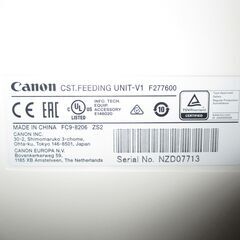 Canon CST.FEEDING UNIT-V1 F277600
INFO. TECH.
EQUIP.
E146020
10
MADE IN CHINA FC9-8206 ZS2
CANON INC.
30-2, Shimomaruko 3-chome,
Ohta-ku, Tokyo 146-8501, Japan
CANON EUROPA N.V.
Bovenkerkerweg 59,
1185 XB Amstelveen, The Netherlands
Serial No. NZD07713